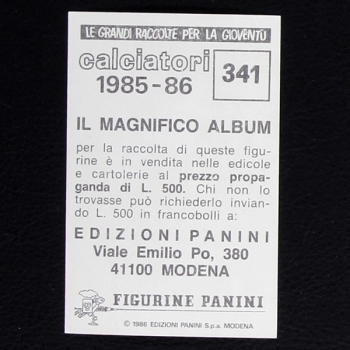 LE GRANDI RACCOLTE PER LA GIOVENTÙ
calciatori
1985-86
341
IL MAGNIFICO ALBUM
per la raccolta di queste figu-
rine è in vendita nelle edicole
e cartolerie al prezzo propa-
ganda di L. 500. Chi non lo
trovasse può richiederlo invian-
do L. 500 in francobolli a:
EDIZIONI PANINI
Viale Emilio Po, 380
41100 MODENA
FIGURINE PANINI
© 1986 EDIZIONI PANINI S.p.a. MODENA